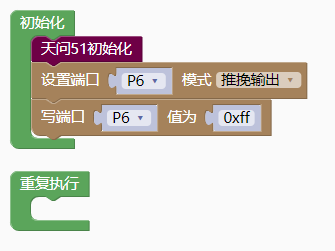 初始化
天问51初始化
设置端口 P6 模式 推挽输出
写端口 P6 值为 0xff
重复执行